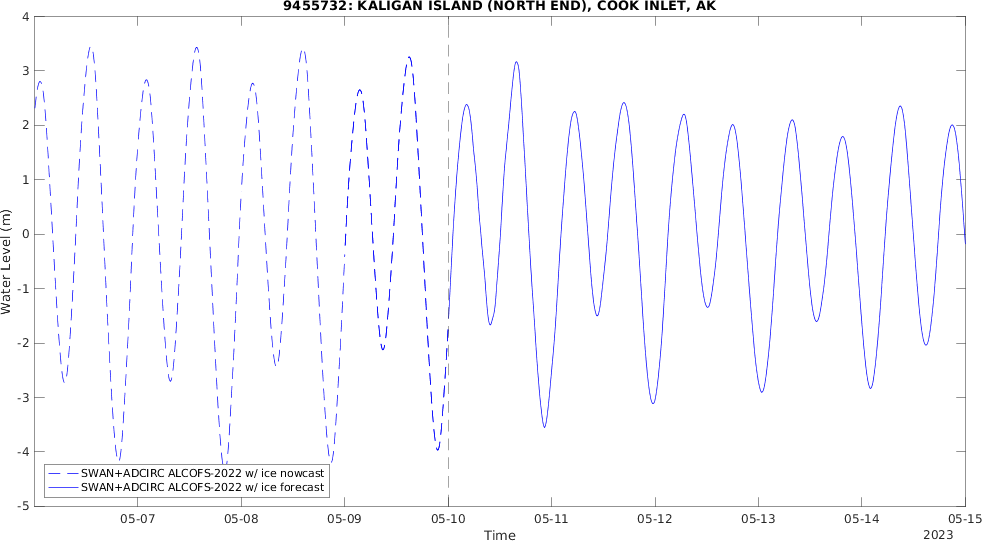 9455732: KALIGAN ISLAND (NORTH END), COOK INLET, AK
4
3
2
1
0
-1
-2
-3
-4
-5
Water Level (m)
SWAN+ADCIRC ALCOFS-2022 w/ ice nowcast
SWAN+ADCIRC ALCOFS-2022 w/ ice forecast
05-07 05-08 05-09 05-10 05-11 05-12 05-13 05-14 05-15
Time
2023